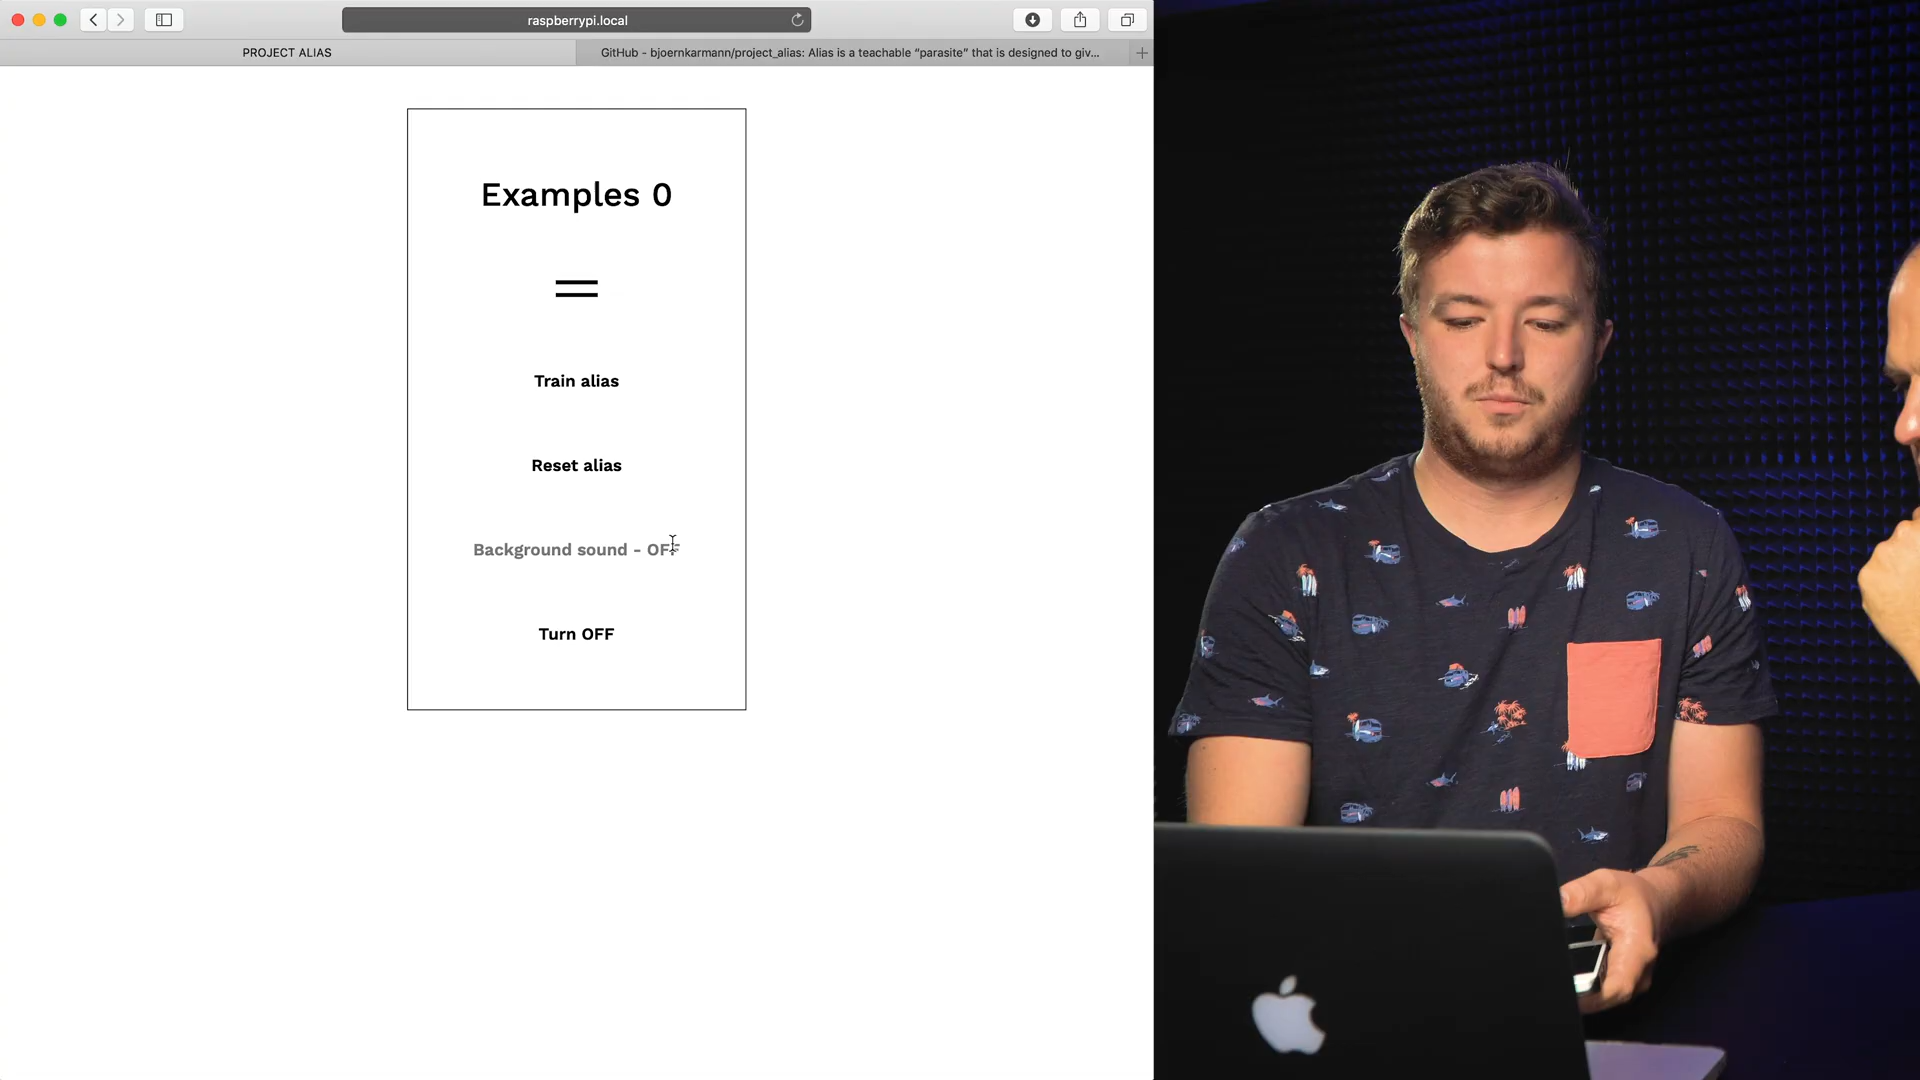 raspberrypi.local
PROJECT ALIAS
GitHub - bjoernkarmann/project_alias: Alias is a teachable “parasite” that is designed to giv...
Examples 0
Train alias
Reset alias
Background sound - OFF
Turn OFF